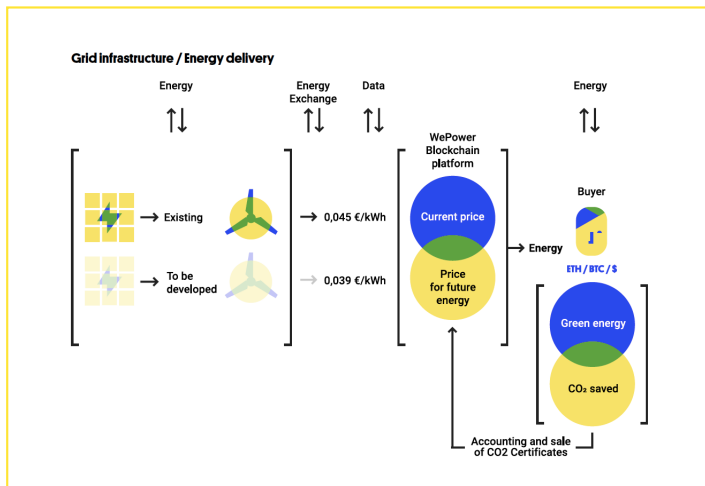 Grid infrastructure / Energy delivery
Energy
Energy
Exchange
Data
Energy
WePower
Blockchain
platform
Existing
0,045 €/kWh
Current price
Energy
Buyer
ETH / BTC / $
To be
developed
0,039 €/kWh
Price
for future
energy
Green energy
CO₂ saved
Accounting and sale
of CO2 Certificates